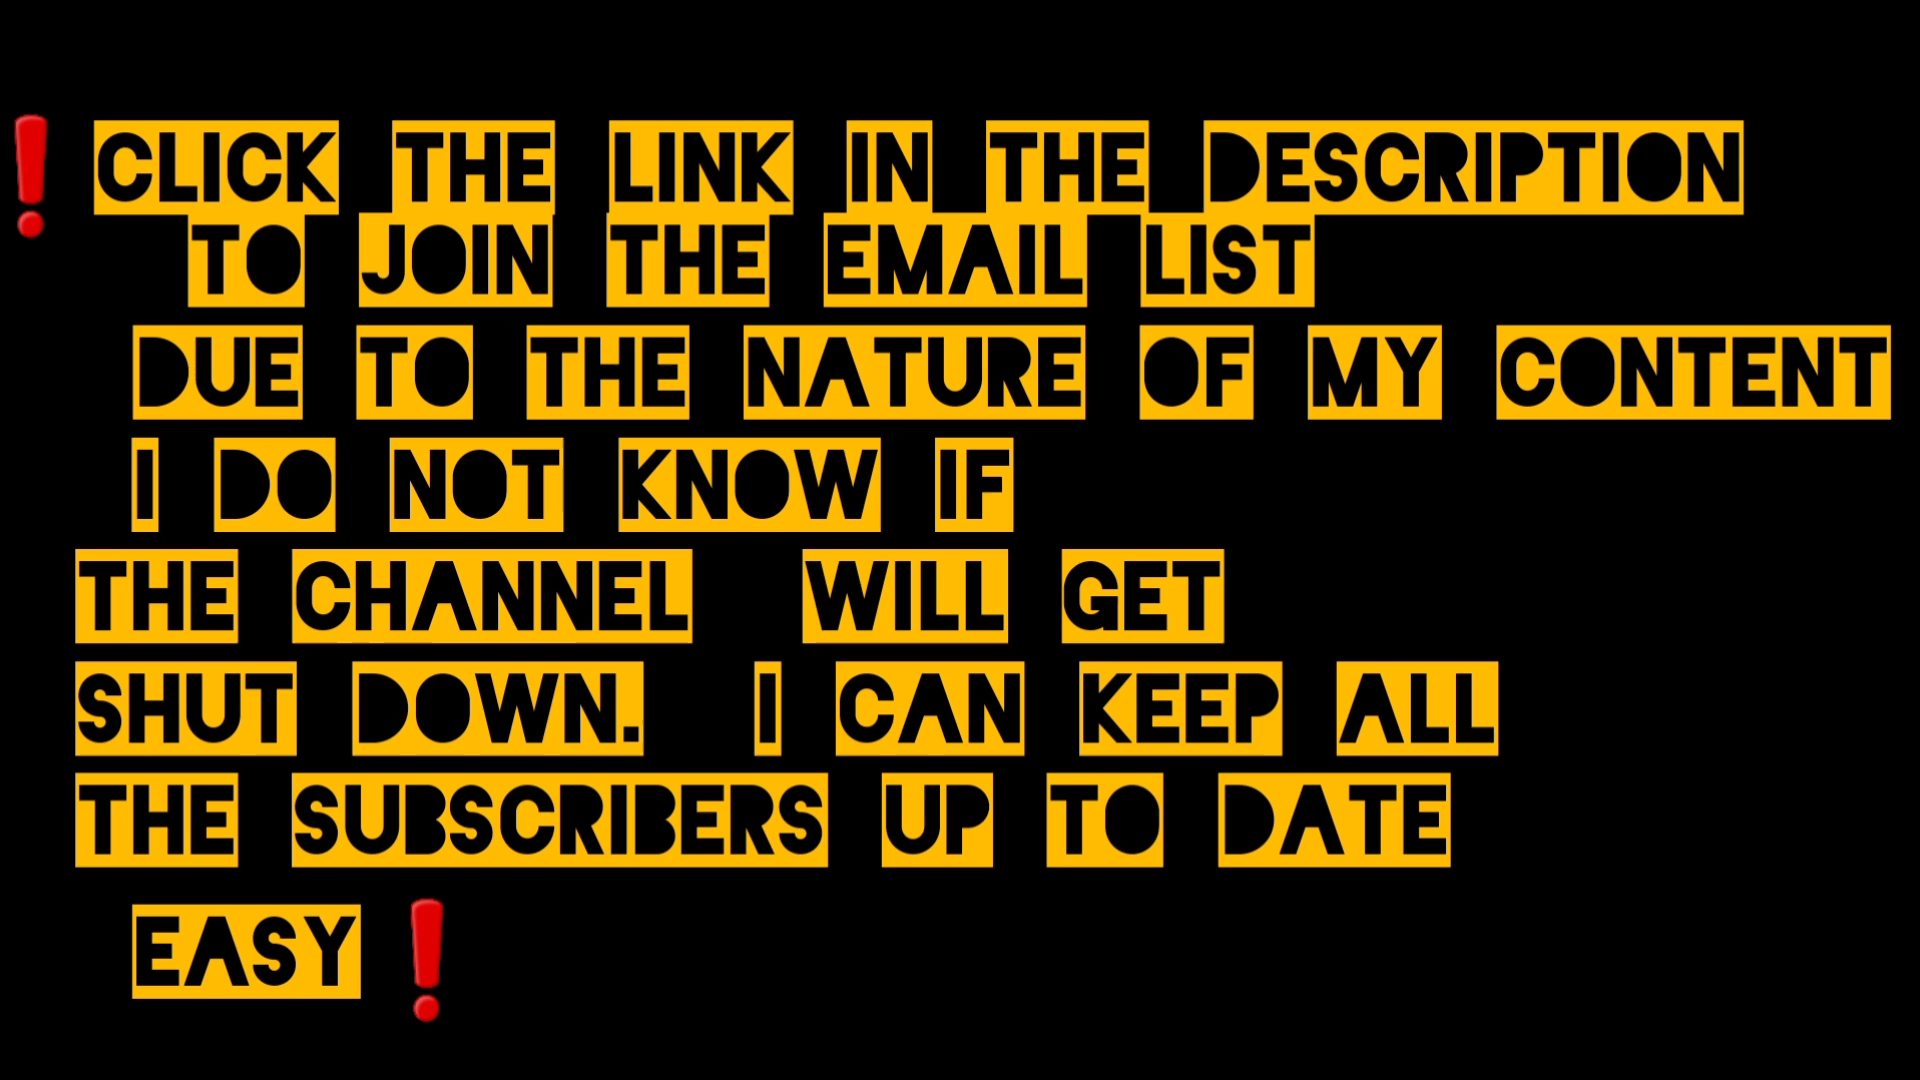 ❗CLICK THE LINK IN THE DESCRIPTION
TO JOIN THE EMAIL LIST
DUE TO THE NATURE OF MY CONTENT
I DO NOT KNOW IF
THE CHANNEL WILL GET
SHUT DOWN. I CAN KEEP ALL
THE SUBSCRIBERS UP TO DATE
EASY❗